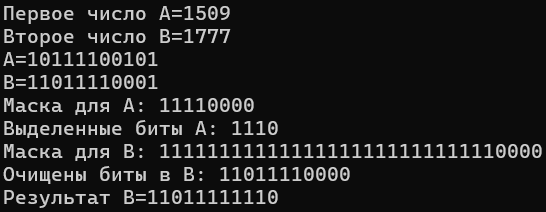 Первое число A=1509
Второе число B=1777
A=10111100101
B=11011110001
Маска для A: 11110000
Выделенные биты A: 1110
Маска для B: 11111111111111111111111111110000
Очищены биты в B: 11011110000
Результат B=11011111110